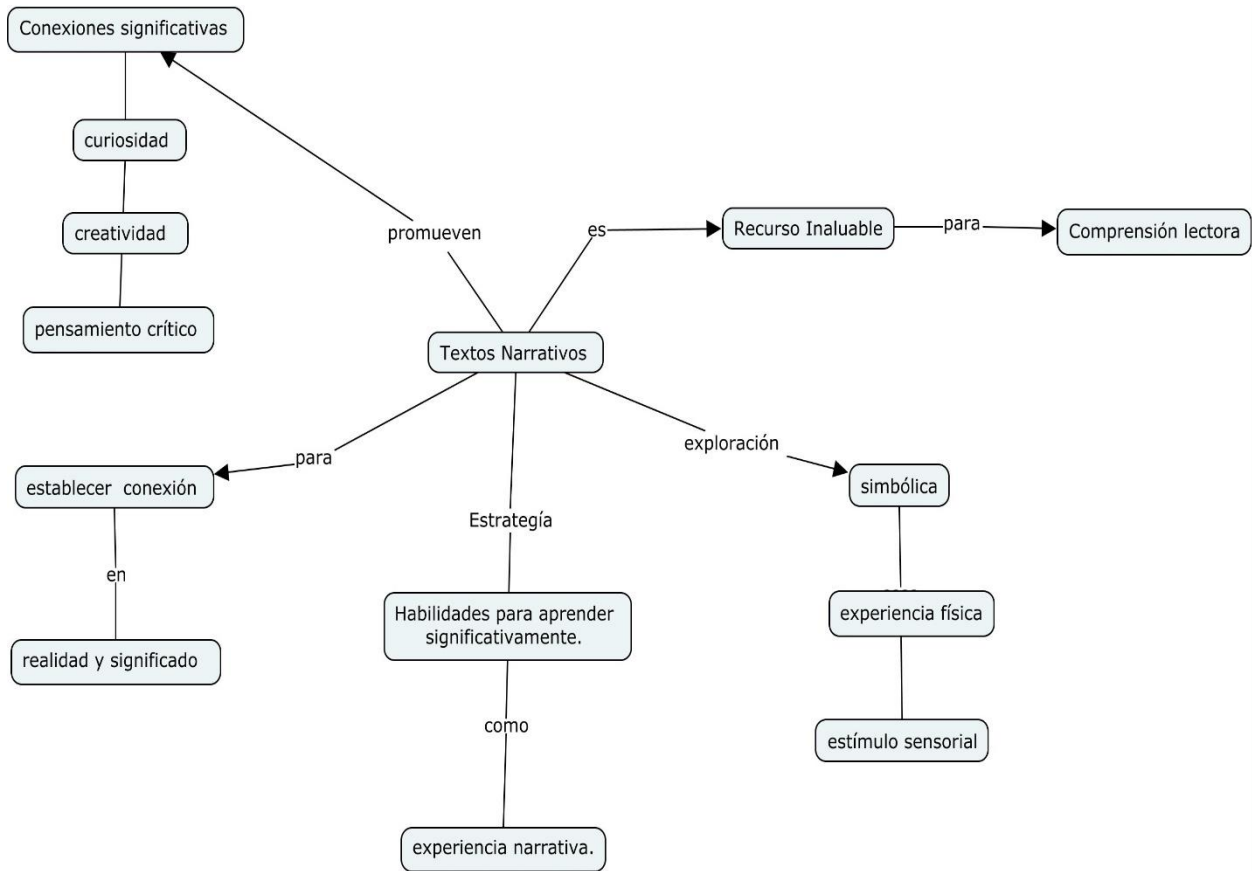 Conexiones significativas
curiosidad
creatividad
pensamiento crítico
promueven
es
Recurso Inaluable
para
Comprensión lectora
Textos Narrativos
para
establecer conexión
en
realidad y significado
Estrategía
Habilidades para aprender
significativamente.
como
experiencia narrativa.
exploración
simbólica
experiencia física
estímulo sensorial